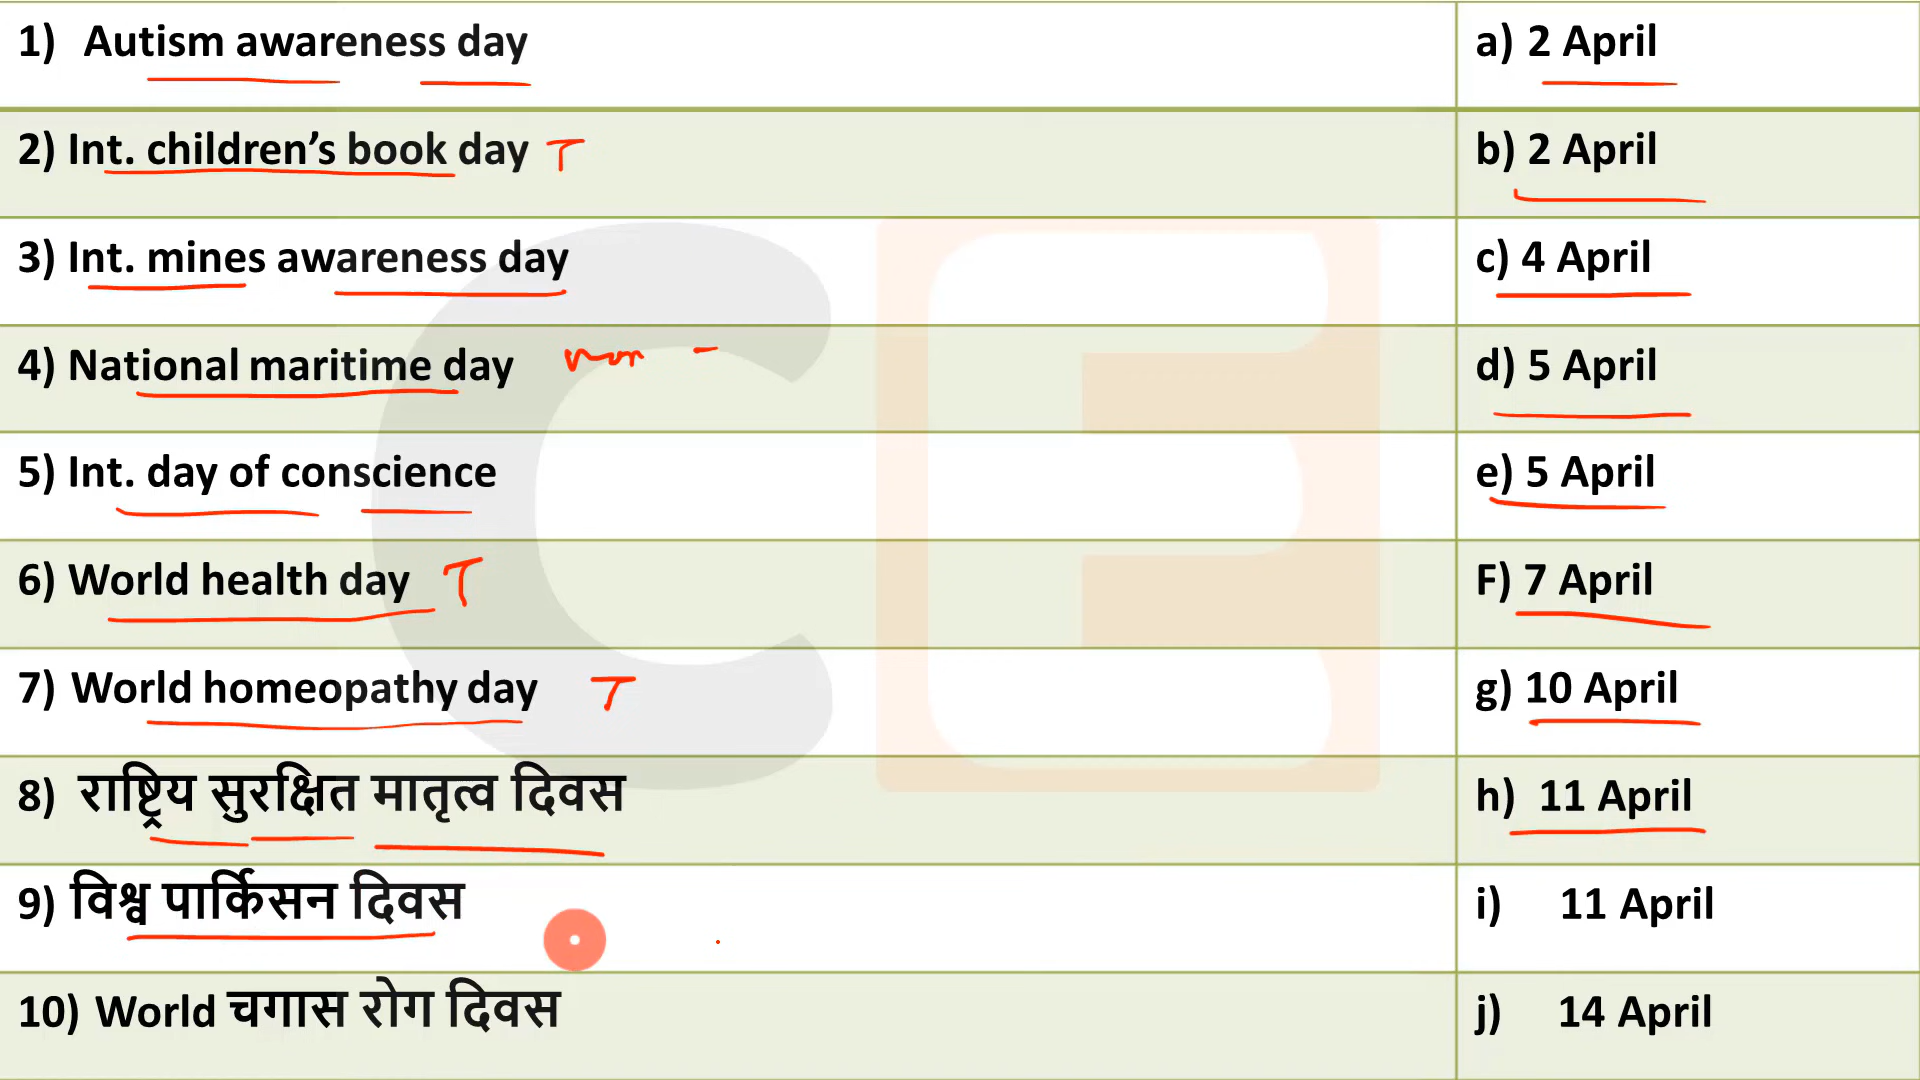 1) Autism awareness day a) 2 April
2) Int. children’s book day T b) 2 April
3) Int. mines awareness day c) 4 April
4) National maritime day d) 5 April
5) Int. day of conscience e) 5 April
6) World health day T F) 7 April
7) World homeopathy day T g) 10 April
8) राष्ट्रिय सुरक्षित मातृत्व दिवस h) 11 April
9) विश्व पार्किसन दिवस i) 11 April
10) World चगास रोग दिवस j) 14 April
CE